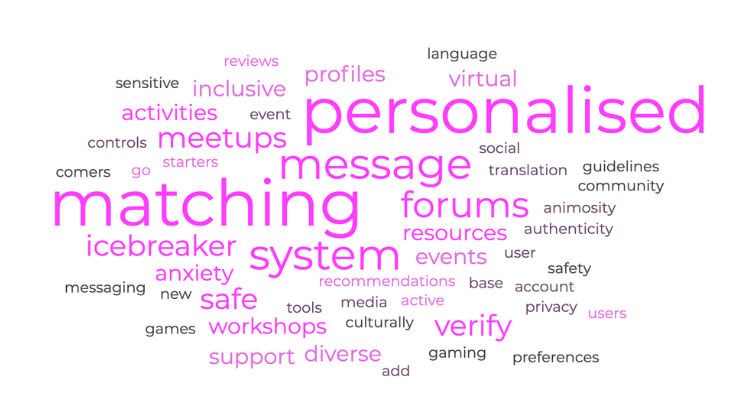 language
reviews
profiles
virtual
sensitive
inclusive
personalised
activities
event
meetups
controls
social
message
starters
go
comers
translation
guidelines
community
matching
forums
animosity
authenticity
resources
icebreaker
system
events
user
anxiety
safety
recommendations
base
account
messaging
new
safe
tools
media
active
privacy
users
games
workshops
culturally
verify
support
diverse
gaming
preferences
add